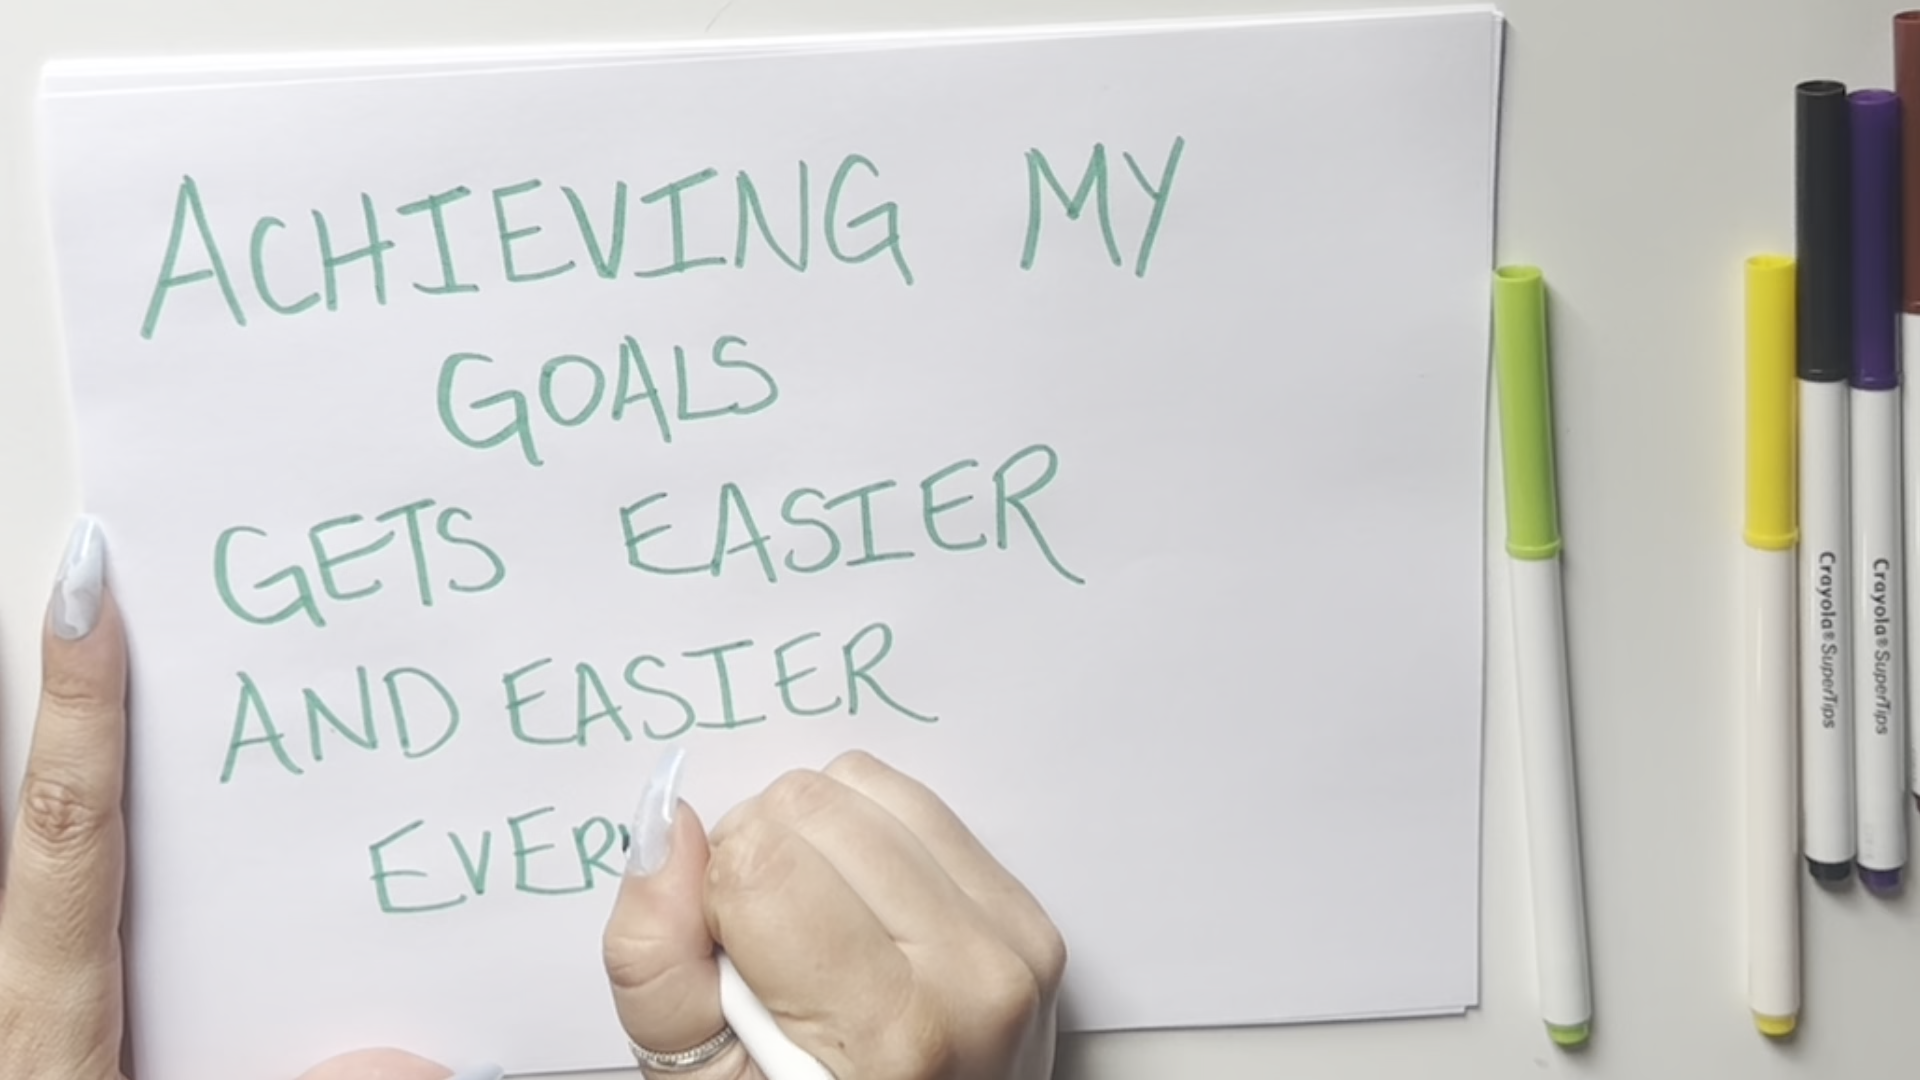 ACHIEVING MY
GOALS
GETS EASIER
AND EASIER
EVER
Crayola® SuperTips
Crayola® SuperTips